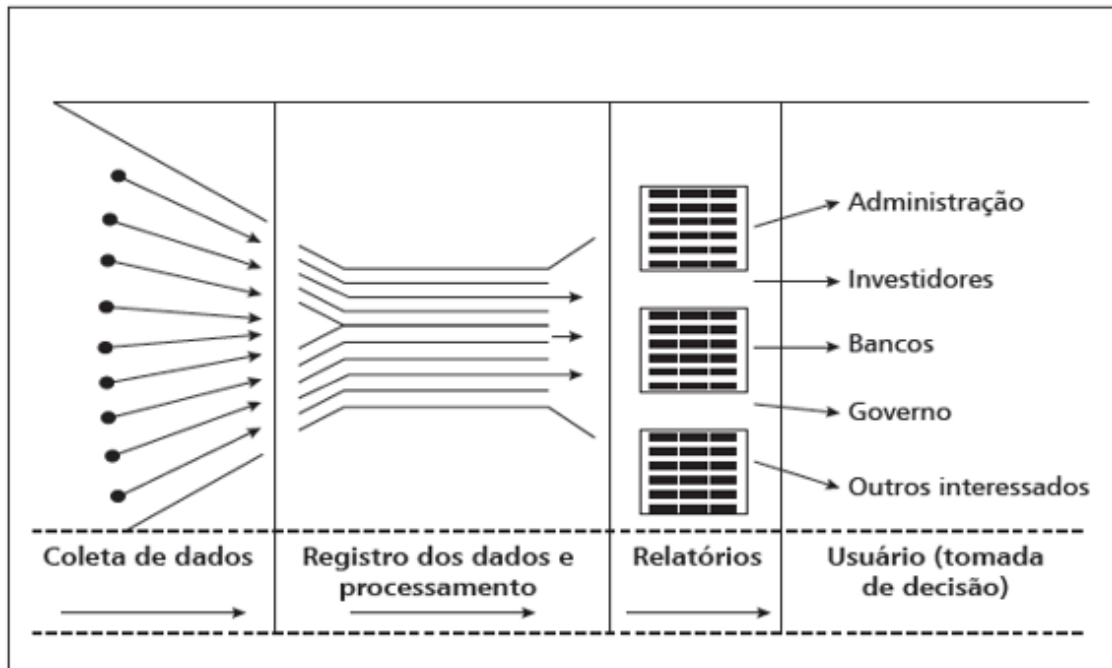 Administração
Investidores
Bancos
Governo
Outros interessados
Coleta de dados
Registro dos dados e
processamento
Relatórios
Usuário (tomada
de decisão)